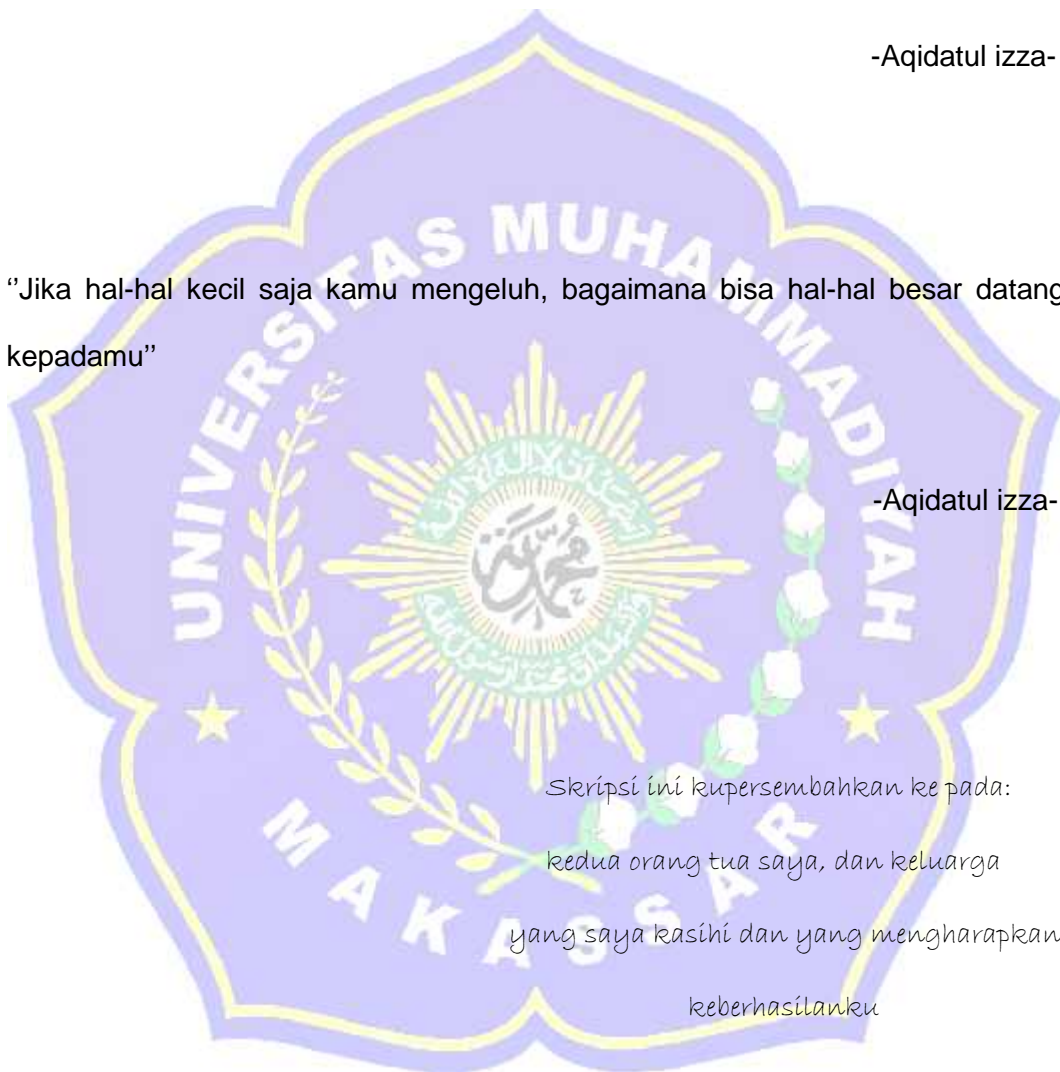 -Aqidatul izza-
UNIVERSITAS MUHAMMADIYAH
‘’Jika hal-hal kecil saja kamu mengeluh, bagaimana bisa hal-hal besar datang
kepadamu’’
-Aqidatul izza-
محمد
Skripsi ini kupersembahkan ke pada:
kedua orang tua saya, dan keluarga
yang saya kasihi dan yang mengharapkan
keberhasilanku
MAKASSAR